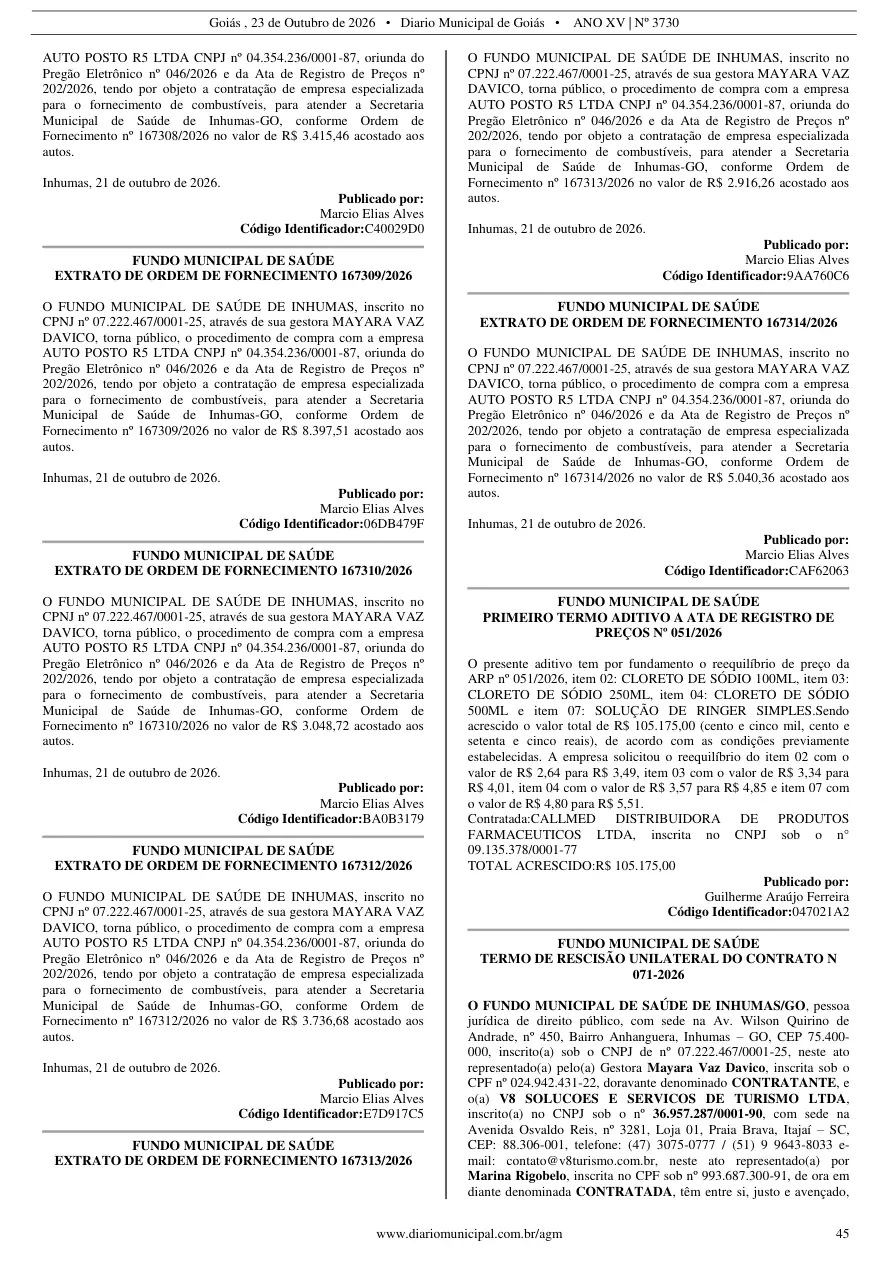 Goiás , 23 de Outubro de 2026 • Diario Municipal de Goiás • ANO XV | Nº 3730
AUTO POSTO R5 LTDA CNPJ nº 04.354.236/0001-87, oriunda do
Pregão Eletrônico nº 046/2026 e da Ata de Registro de Preços nº
202/2026, tendo por objeto a contratação de empresa especializada
para o fornecimento de combustíveis, para atender a Secretaria
Municipal de Saúde de Inhumas-GO, conforme Ordem de
Fornecimento nº 167308/2026 no valor de R$ 3.415,46 acostado aos
autos.
Inhumas, 21 de outubro de 2026.
Publicado por:
Marcio Elias Alves
Código Identificador:C40029D0
FUNDO MUNICIPAL DE SAÚDE
EXTRATO DE ORDEM DE FORNECIMENTO 167309/2026
O FUNDO MUNICIPAL DE SAÚDE DE INHUMAS, inscrito no
CPNJ nº 07.222.467/0001-25, através de sua gestora MAYARA VAZ
DAVICO, torna público, o procedimento de compra com a empresa
AUTO POSTO R5 LTDA CNPJ nº 04.354.236/0001-87, oriunda do
Pregão Eletrônico nº 046/2026 e da Ata de Registro de Preços nº
202/2026, tendo por objeto a contratação de empresa especializada
para o fornecimento de combustíveis, para atender a Secretaria
Municipal de Saúde de Inhumas-GO, conforme Ordem de
Fornecimento nº 167309/2026 no valor de R$ 8.397,51 acostado aos
autos.
Inhumas, 21 de outubro de 2026.
Publicado por:
Marcio Elias Alves
Código Identificador:06DB479F
FUNDO MUNICIPAL DE SAÚDE
EXTRATO DE ORDEM DE FORNECIMENTO 167310/2026
O FUNDO MUNICIPAL DE SAÚDE DE INHUMAS, inscrito no
CPNJ nº 07.222.467/0001-25, através de sua gestora MAYARA VAZ
DAVICO, torna público, o procedimento de compra com a empresa
AUTO POSTO R5 LTDA CNPJ nº 04.354.236/0001-87, oriunda do
Pregão Eletrônico nº 046/2026 e da Ata de Registro de Preços nº
202/2026, tendo por objeto a contratação de empresa especializada
para o fornecimento de combustíveis, para atender a Secretaria
Municipal de Saúde de Inhumas-GO, conforme Ordem de
Fornecimento nº 167310/2026 no valor de R$ 3.048,72 acostado aos
autos.
Inhumas, 21 de outubro de 2026.
Publicado por:
Marcio Elias Alves
Código Identificador:BA0B3179
FUNDO MUNICIPAL DE SAÚDE
EXTRATO DE ORDEM DE FORNECIMENTO 167312/2026
O FUNDO MUNICIPAL DE SAÚDE DE INHUMAS, inscrito no
CPNJ nº 07.222.467/0001-25, através de sua gestora MAYARA VAZ
DAVICO, torna público, o procedimento de compra com a empresa
AUTO POSTO R5 LTDA CNPJ nº 04.354.236/0001-87, oriunda do
Pregão Eletrônico nº 046/2026 e da Ata de Registro de Preços nº
202/2026, tendo por objeto a contratação de empresa especializada
para o fornecimento de combustíveis, para atender a Secretaria
Municipal de Saúde de Inhumas-GO, conforme Ordem de
Fornecimento nº 167312/2026 no valor de R$ 3.736,68 acostado aos
autos.
Inhumas, 21 de outubro de 2026.
Publicado por:
Marcio Elias Alves
Código Identificador:E7D917C5
FUNDO MUNICIPAL DE SAÚDE
EXTRATO DE ORDEM DE FORNECIMENTO 167313/2026
O FUNDO MUNICIPAL DE SAÚDE DE INHUMAS, inscrito no
CPNJ nº 07.222.467/0001-25, através de sua gestora MAYARA VAZ
DAVICO, torna público, o procedimento de compra com a empresa
AUTO POSTO R5 LTDA CNPJ nº 04.354.236/0001-87, oriunda do
Pregão Eletrônico nº 046/2026 e da Ata de Registro de Preços nº
202/2026, tendo por objeto a contratação de empresa especializada
para o fornecimento de combustíveis, para atender a Secretaria
Municipal de Saúde de Inhumas-GO, conforme Ordem de
Fornecimento nº 167313/2026 no valor de R$ 2.916,26 acostado aos
autos.
Inhumas, 21 de outubro de 2026.
Publicado por:
Marcio Elias Alves
Código Identificador:9AA760C6
FUNDO MUNICIPAL DE SAÚDE
EXTRATO DE ORDEM DE FORNECIMENTO 167314/2026
O FUNDO MUNICIPAL DE SAÚDE DE INHUMAS, inscrito no
CPNJ nº 07.222.467/0001-25, através de sua gestora MAYARA VAZ
DAVICO, torna público, o procedimento de compra com a empresa
AUTO POSTO R5 LTDA CNPJ nº 04.354.236/0001-87, oriunda do
Pregão Eletrônico nº 046/2026 e da Ata de Registro de Preços nº
202/2026, tendo por objeto a contratação de empresa especializada
para o fornecimento de combustíveis, para atender a Secretaria
Municipal de Saúde de Inhumas-GO, conforme Ordem de
Fornecimento nº 167314/2026 no valor de R$ 5.040,36 acostado aos
autos.
Inhumas, 21 de outubro de 2026.
Publicado por:
Marcio Elias Alves
Código Identificador:CAF62063
FUNDO MUNICIPAL DE SAÚDE
PRIMEIRO TERMO ADITIVO A ATA DE REGISTRO DE
PREÇOS Nº 051/2026
O presente aditivo tem por fundamento o reequilíbrio de preço da
ARP nº 051/2026, item 02: CLORETO DE SÓDIO 100ML, item 03:
CLORETO DE SÓDIO 250ML, item 04: CLORETO DE SÓDIO
500ML e item 07: SOLUÇÃO DE RINGER SIMPLES.Sendo
acrescido o valor total de R$ 105.175,00 (cento e cinco mil, cento e
setenta e cinco reais), de acordo com as condições previamente
estabelecidas. A empresa solicitou o reequilíbrio do item 02 com o
valor de R$ 2,64 para R$ 3,49, item 03 com o valor de R$ 3,34 para
R$ 4,01, item 04 com o valor de R$ 3,57 para R$ 4,85 e item 07 com
o valor de R$ 4,80 para R$ 5,51.
Contratada:CALLMED DISTRIBUIDORA DE PRODUTOS
FARMACEUTICOS LTDA, inscrita no CNPJ sob o n°
09.135.378/0001-77
TOTAL ACRESCIDO:R$ 105.175,00
Publicado por:
Guilherme Araújo Ferreira
Código Identificador:047021A2
FUNDO MUNICIPAL DE SAÚDE
TERMO DE RESCISÃO UNILATERAL DO CONTRATO N
071-2026
O FUNDO MUNICIPAL DE SAÚDE DE INHUMAS/GO, pessoa
jurídica de direito público, com sede na Av. Wilson Quirino de
Andrade, nº 450, Bairro Anhanguera, Inhumas – GO, CEP 75.400-
000, inscrito(a) sob o CNPJ de nº 07.222.467/0001-25, neste ato
representado(a) pelo(a) Gestora Mayara Vaz Davico, inscrita sob o
CPF nº 024.942.431-22, doravante denominado CONTRATANTE, e
o(a) V8 SOLUCOES E SERVICOS DE TURISMO LTDA,
inscrito(a) no CNPJ sob o nº 36.957.287/0001-90, com sede na
Avenida Osvaldo Reis, nº 3281, Loja 01, Praia Brava, Itajaí – SC,
CEP: 88.306-001, telefone: (47) 3075-0777 / (51) 9 9643-8033 e-
mail: contato@v8turismo.com.br, neste ato representado(a) por
Marina Rigobelo, inscrita no CPF sob nº 993.687.300-91, de ora em
diante denominada CONTRATADA, têm entre si, justo e avençado,
www.diariomunicipal.com.br/agm
45